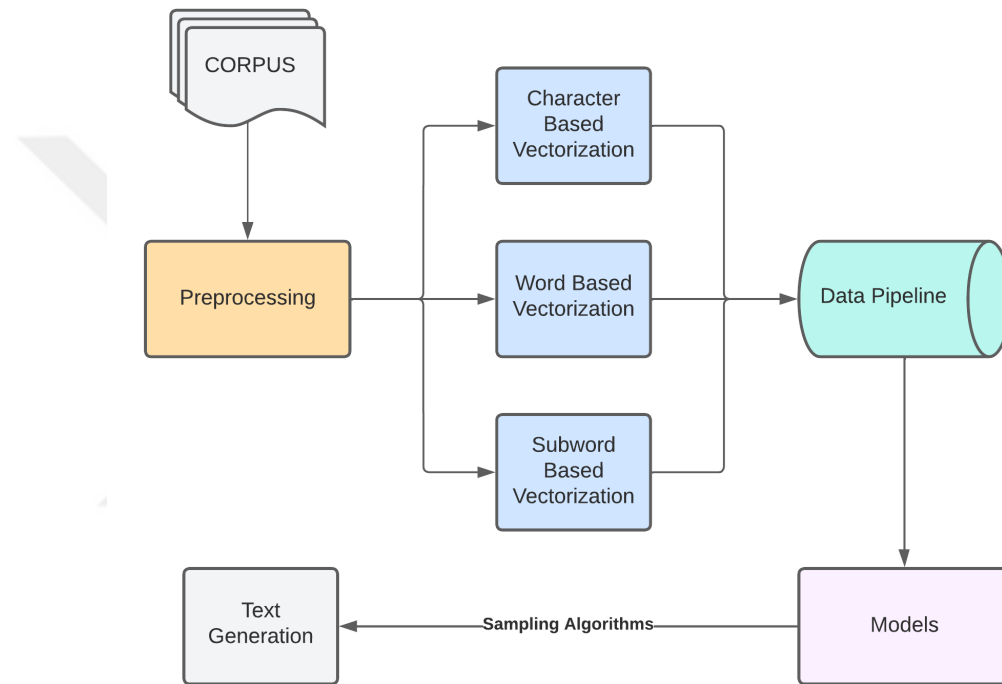 CORPUS
Character
Based
Vectorization
Preprocessing
Word Based
Vectorization
Data Pipeline
Subword
Based
Vectorization
Text
Generation
Sampling Algorithms
Models